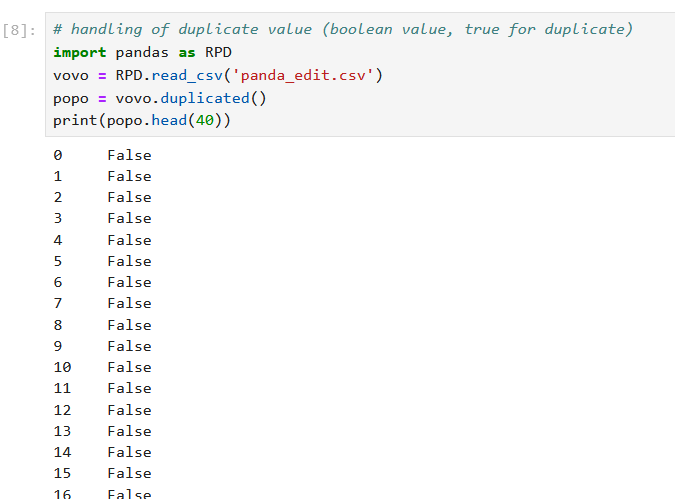 [8]: # handling of duplicate value (boolean value, true for duplicate)
import pandas as RPD
vovo = RPD.read_csv('panda_edit.csv')
popo = vovo.duplicated()
print(popo.head(40))
0 False
1 False
2 False
3 False
4 False
5 False
6 False
7 False
8 False
9 False
10 False
11 False
12 False
13 False
14 False
15 False
16 False